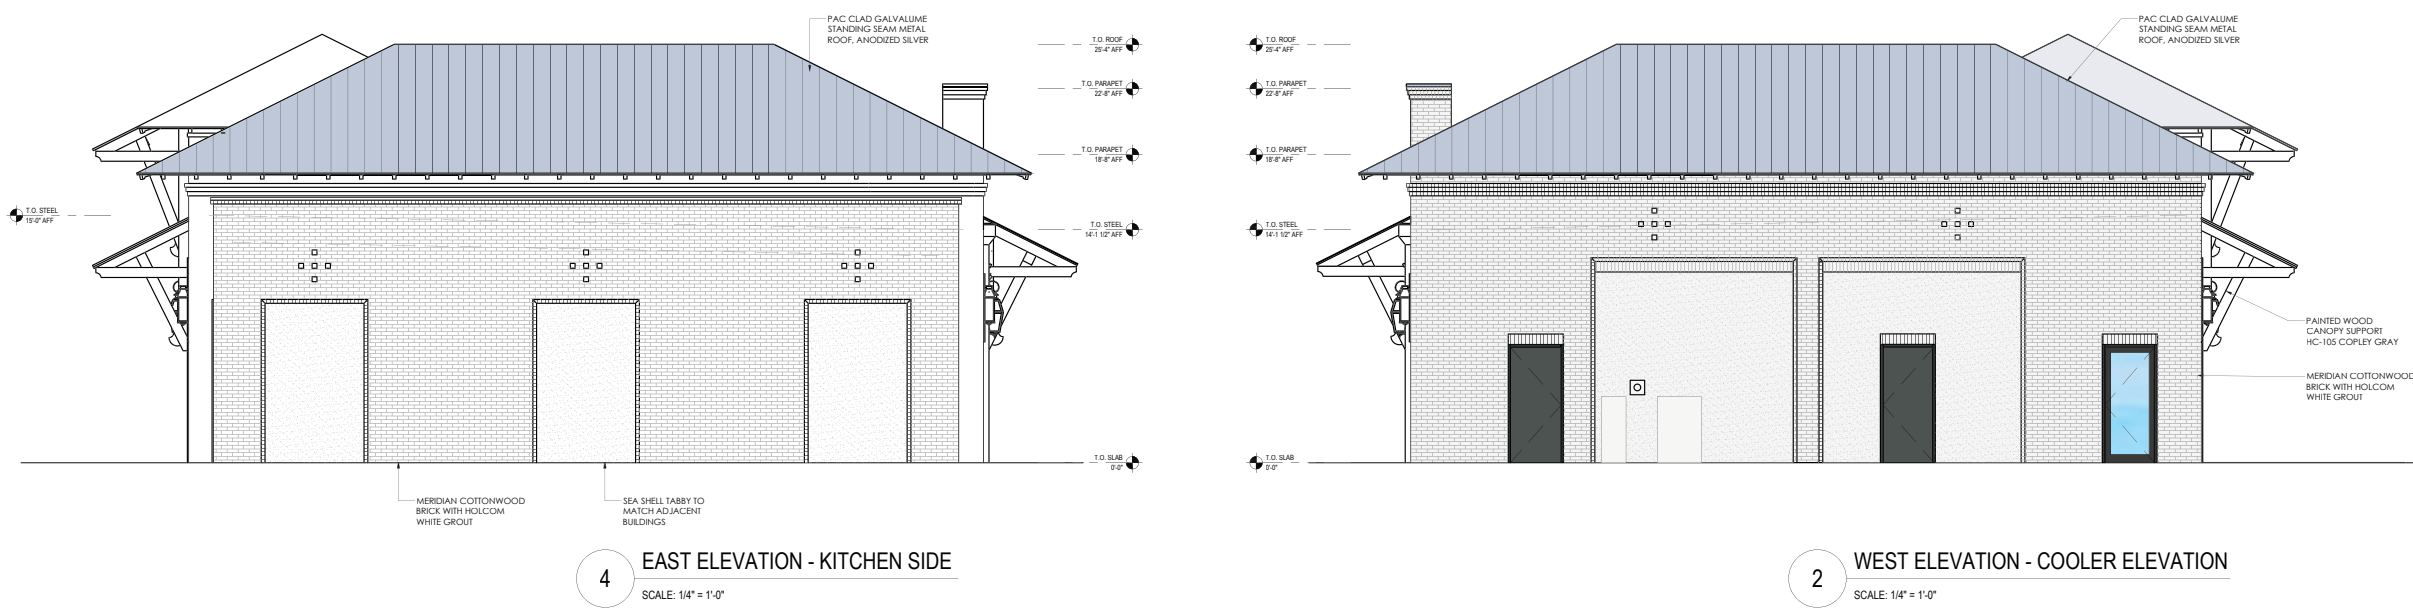 PAC CLAD GALVALUME
STANDING SEAM METAL
ROOF, ANODIZED SILVER
T.O. ROOF
25'-4" AFF
T.O. PARAPET
22'-8" AFF
T.O. PARAPET
18'-8" AFF
T.O. STEEL
15'-0" AFF
T.O. STEEL
14'-1 1/2" AFF
T.O. SLAB
0'-0"
MERIDIAN COTTONWOOD
BRICK WITH HOLCOM
WHITE GROUT
SEA SHELL TABBY TO
MATCH ADJACENT
BUILDINGS
4
EAST ELEVATION - KITCHEN SIDE
SCALE: 1/4" = 1'-0"
PAC CLAD GALVALUME
STANDING SEAM METAL
ROOF, ANODIZED SILVER
T.O. ROOF
25'-4" AFF
T.O. PARAPET
22'-8" AFF
T.O. PARAPET
18'-8" AFF
T.O. STEEL
14'-1 1/2" AFF
T.O. SLAB
0'-0"
PAINTED WOOD
CANOPY SUPPORT
HC-105 COPLEY GRAY
MERIDIAN COTTONWOOD
BRICK WITH HOLCOM
WHITE GROUT
2
WEST ELEVATION - COOLER ELEVATION
SCALE: 1/4" = 1'-0"